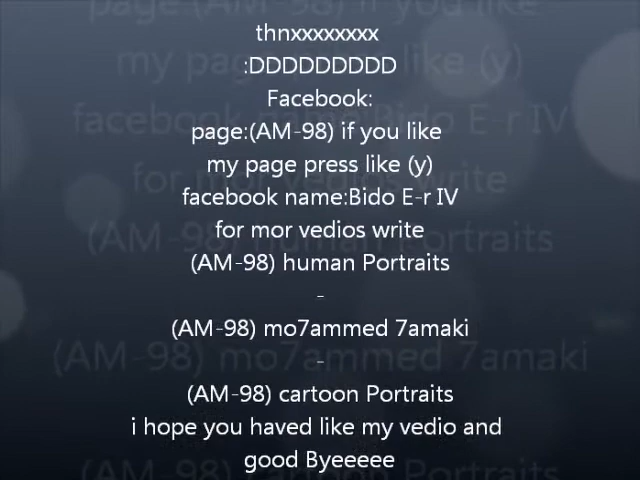 thnxxxxxxxx
:DDDDDDDDD
Facebook:
page:(AM-98) if you like
my page press like (y)
facebook name:Bido E-r IV
for mor vedios write
(AM-98) human Portraits
-
(AM-98) mo7ammed 7amaki
-
(AM-98) cartoon Portraits
i hope you haved like my vedio and
good Byeeeee